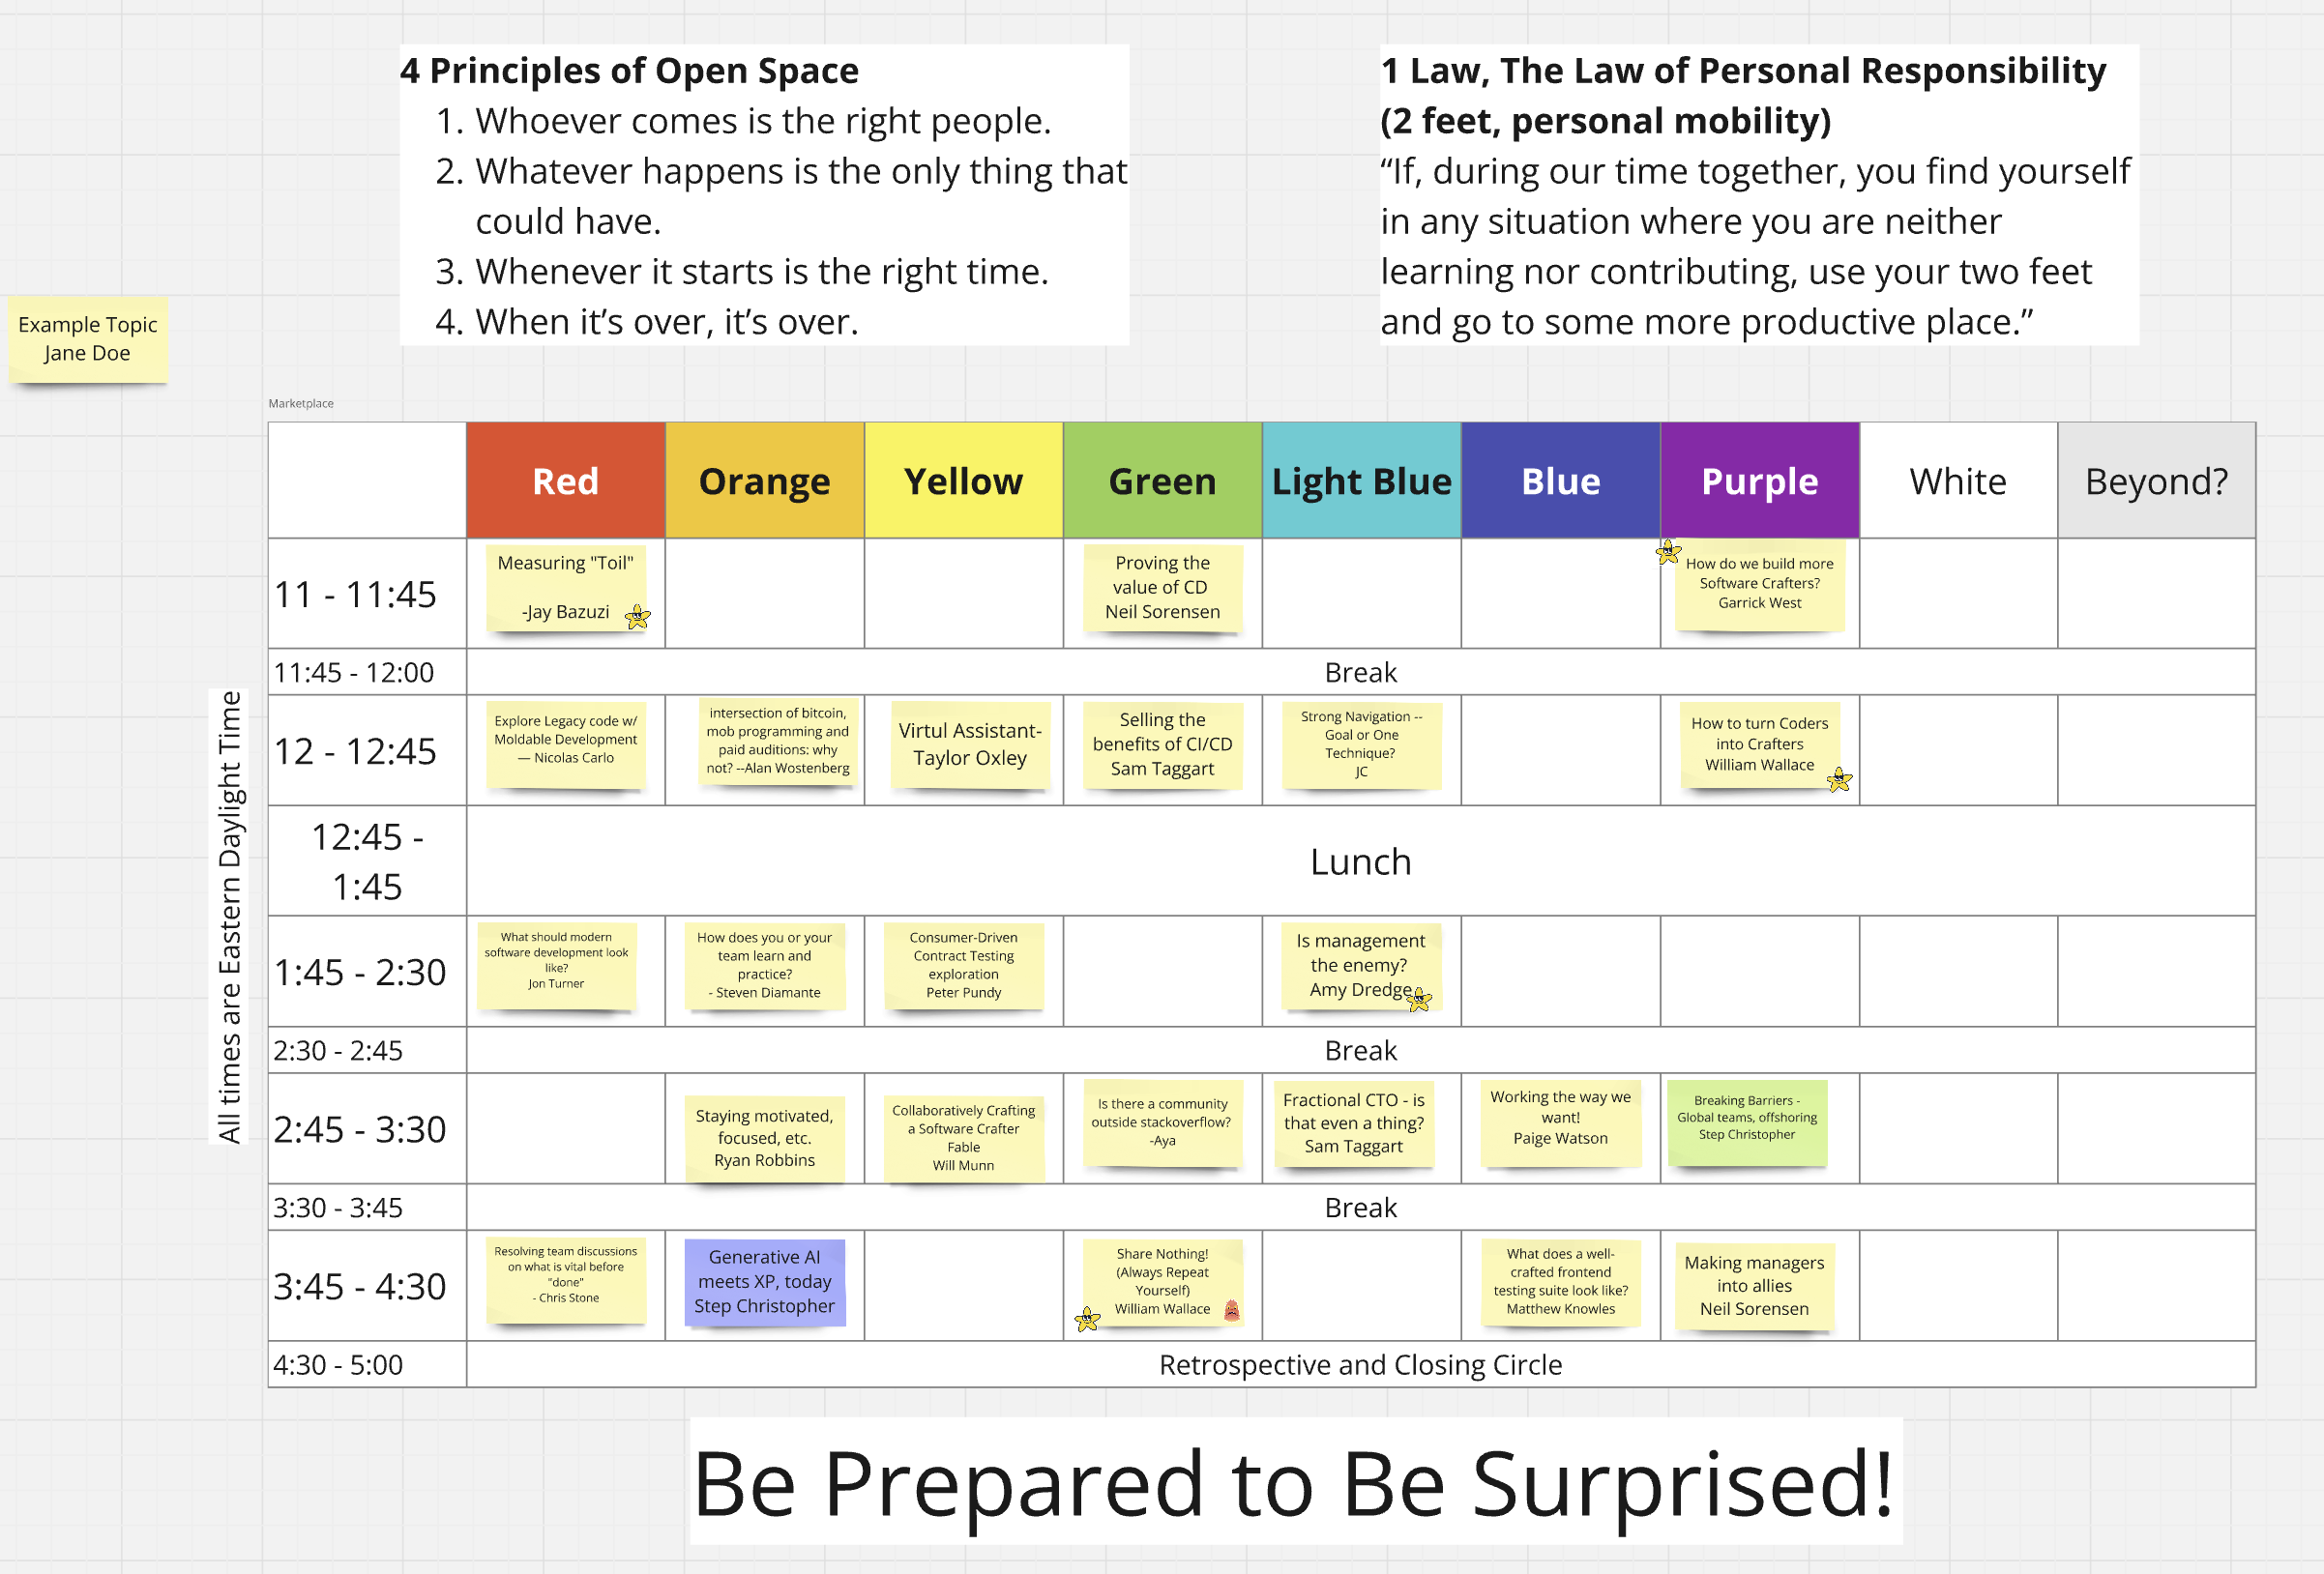 4 Principles of Open Space
1. Whoever comes is the right people.
2. Whatever happens is the only thing that
could have.
3. Whenever it starts is the right time.
4. When it’s over, it’s over.
1 Law, The Law of Personal Responsibility
(2 feet, personal mobility)
“If, during our time together, you find yourself
in any situation where you are neither
learning nor contributing, use your two feet
and go to some more productive place.”
Example Topic
Jane Doe
Marketplace
All times are Eastern Daylight Time
Red
Orange
Yellow
Green
Light Blue
Blue
Purple
White
Beyond?
11 - 11:45
Measuring "Toil"
-Jay Bazuzi
Proving the
value of CD
Neil Sorensen
How do we build more
Software Crafters?
Garrick West
11:45 - 12:00
Break
12 - 12:45
Explore Legacy code w/
Moldable Development
— Nicolas Carlo
intersection of bitcoin,
mob programming and
paid auditions: why
not? --Alan Wostenberg
Virtul Assistant-
Taylor Oxley
Selling the
benefits of CI/CD
Sam Taggart
Strong Navigation --
Goal or One
Technique?
JC
How to turn Coders
into Crafters
William Wallace
12:45 -
1:45
Lunch
1:45 - 2:30
What should modern
software development look
like?
Jon Turner
How does you or your
team learn and
practice?
- Steven Diamante
Consumer-Driven
Contract Testing
exploration
Peter Pundy
Is management
the enemy?
Amy Dredge
2:30 - 2:45
Break
2:45 - 3:30
Staying motivated,
focused, etc.
Ryan Robbins
Collaboratively Crafting
a Software Crafter
Fable
Will Munn
Is there a community
outside stackoverflow?
-Aya
Fractional CTO - is
that even a thing?
Sam Taggart
Working the way we
want!
Paige Watson
Breaking Barriers -
Global teams, offshoring
Step Christopher
3:30 - 3:45
Break
3:45 - 4:30
Resolving team discussions
on what is vital before
"done"
- Chris Stone
Generative AI
meets XP, today
Step Christopher
Share Nothing!
(Always Repeat
Yourself)
William Wallace
What does a well-
crafted frontend
testing suite look like?
Matthew Knowles
Making managers
into allies
Neil Sorensen
4:30 - 5:00
Retrospective and Closing Circle
Be Prepared to Be Surprised!